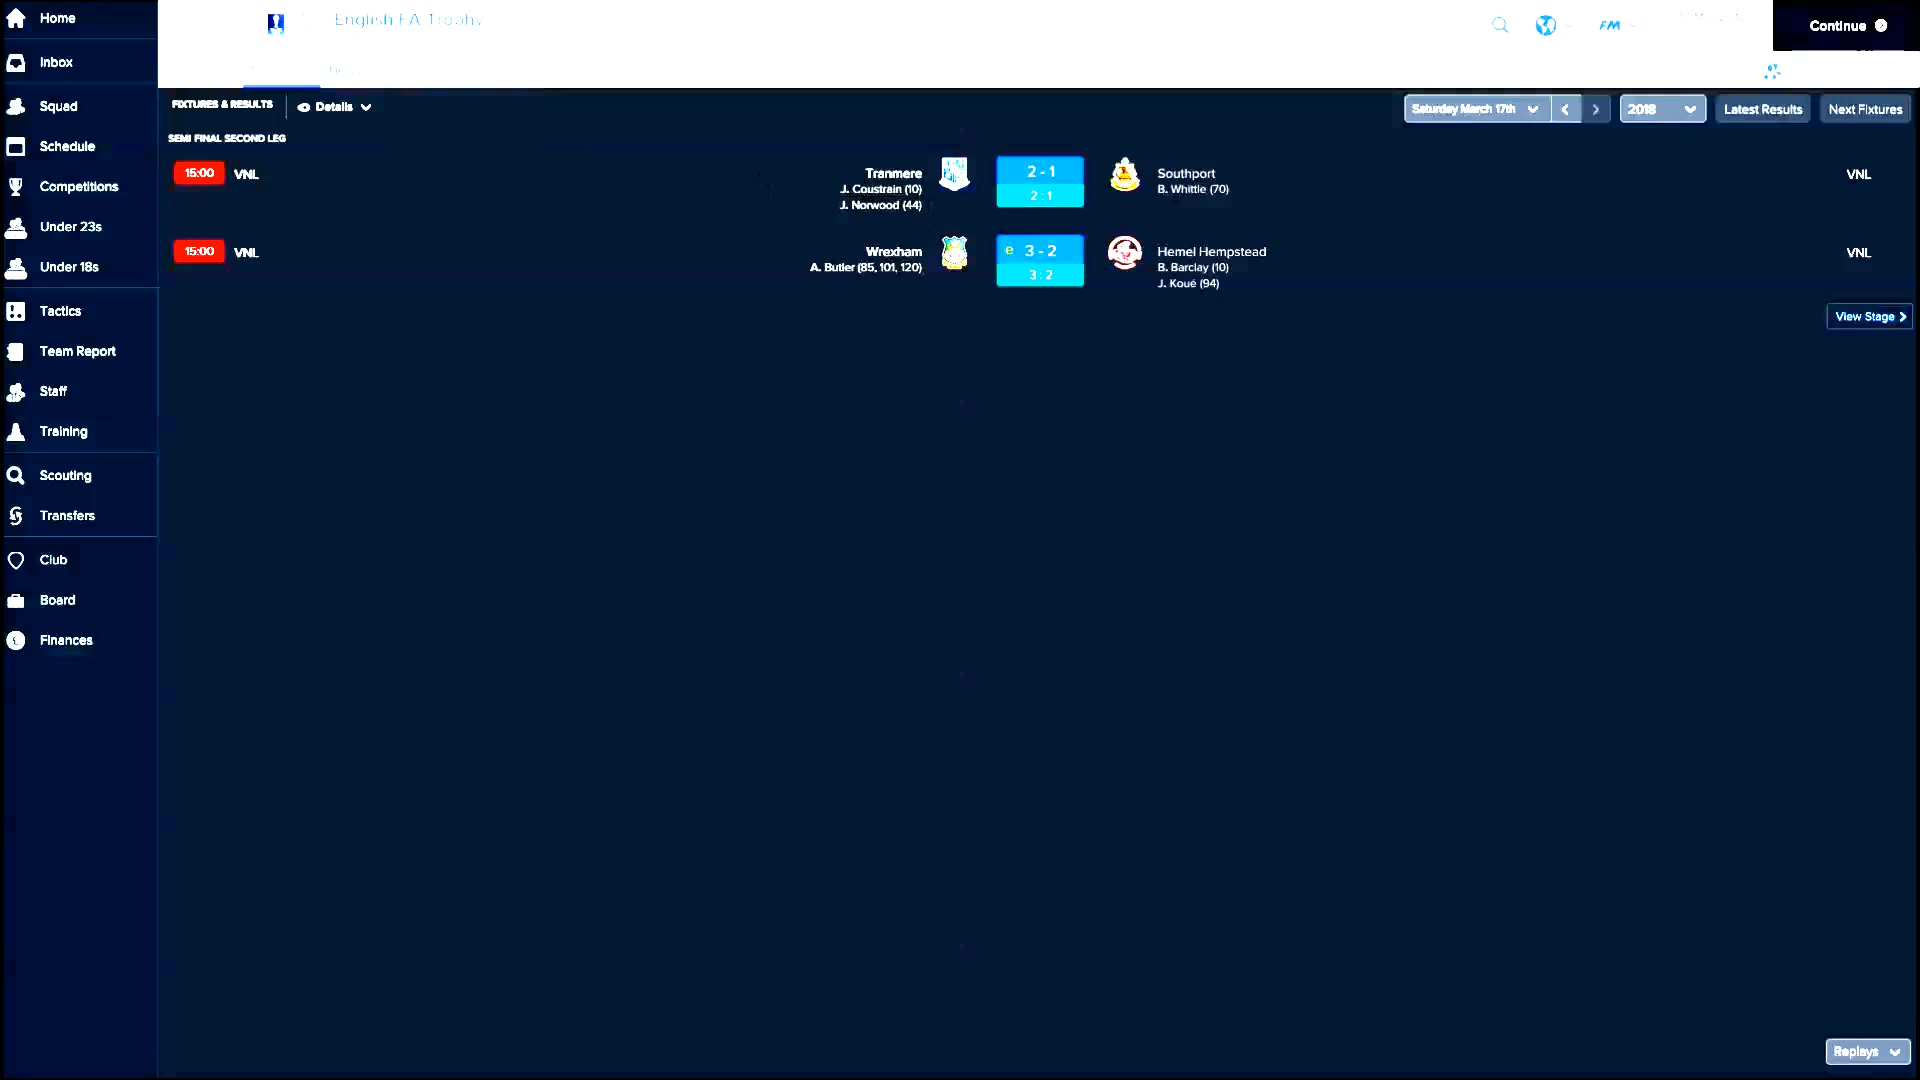 Home
English FA Trophy
FM
Continue
Inbox
FIXTURES & RESULTS
Details
Saturday March 17th
2018
Latest Results
Next Fixtures
Squad
SEMI FINAL SECOND LEG
Schedule
15:00 VNL Tranmere 2 - 1 Southport VNL
J. Coustrain (10) 2 : 1 B. Whittle (70)
J. Norwood (44)
Competitions
Under 23s
15:00 VNL Wrexham e 3 - 2 Hemel Hempstead VNL
A. Butler (85, 101, 120) 3 : 2 B. Barclay (10)
J. Koué (94)
Under 18s
Tactics
View Stage
Team Report
Staff
Training
Scouting
Transfers
Club
Board
Finances
Replays